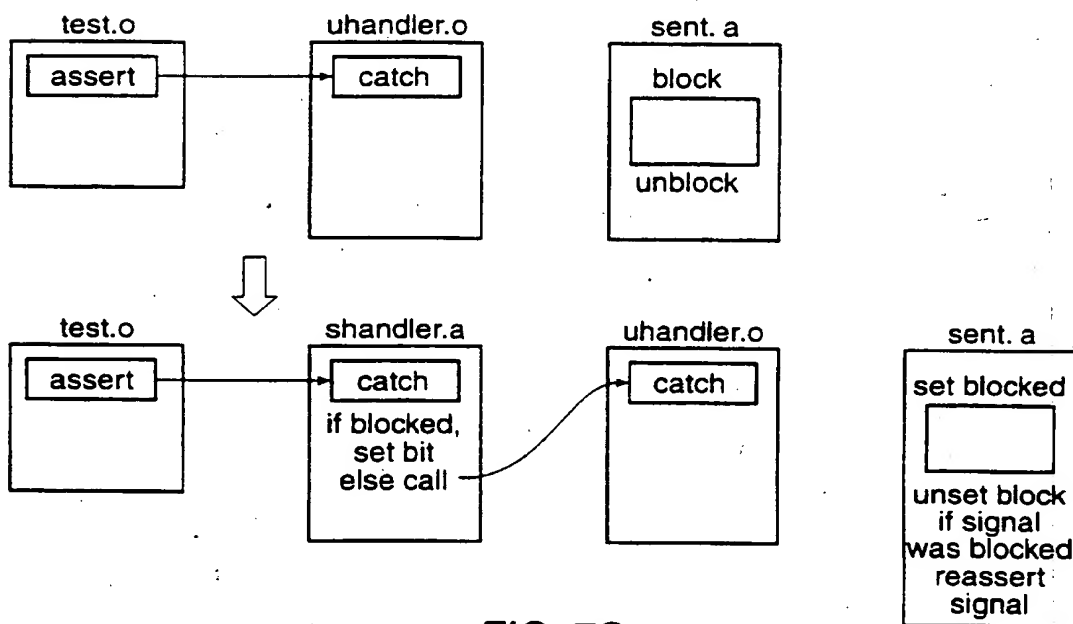 test.o
uhandler.o
sent. a
assert
catch
block
unblock
test.o
shandler.a
uhandler.o
sent. a
assert
catch
if blocked,
set bit
else call
catch
set blocked
unset block
if signal
was blocked
reassert
signal